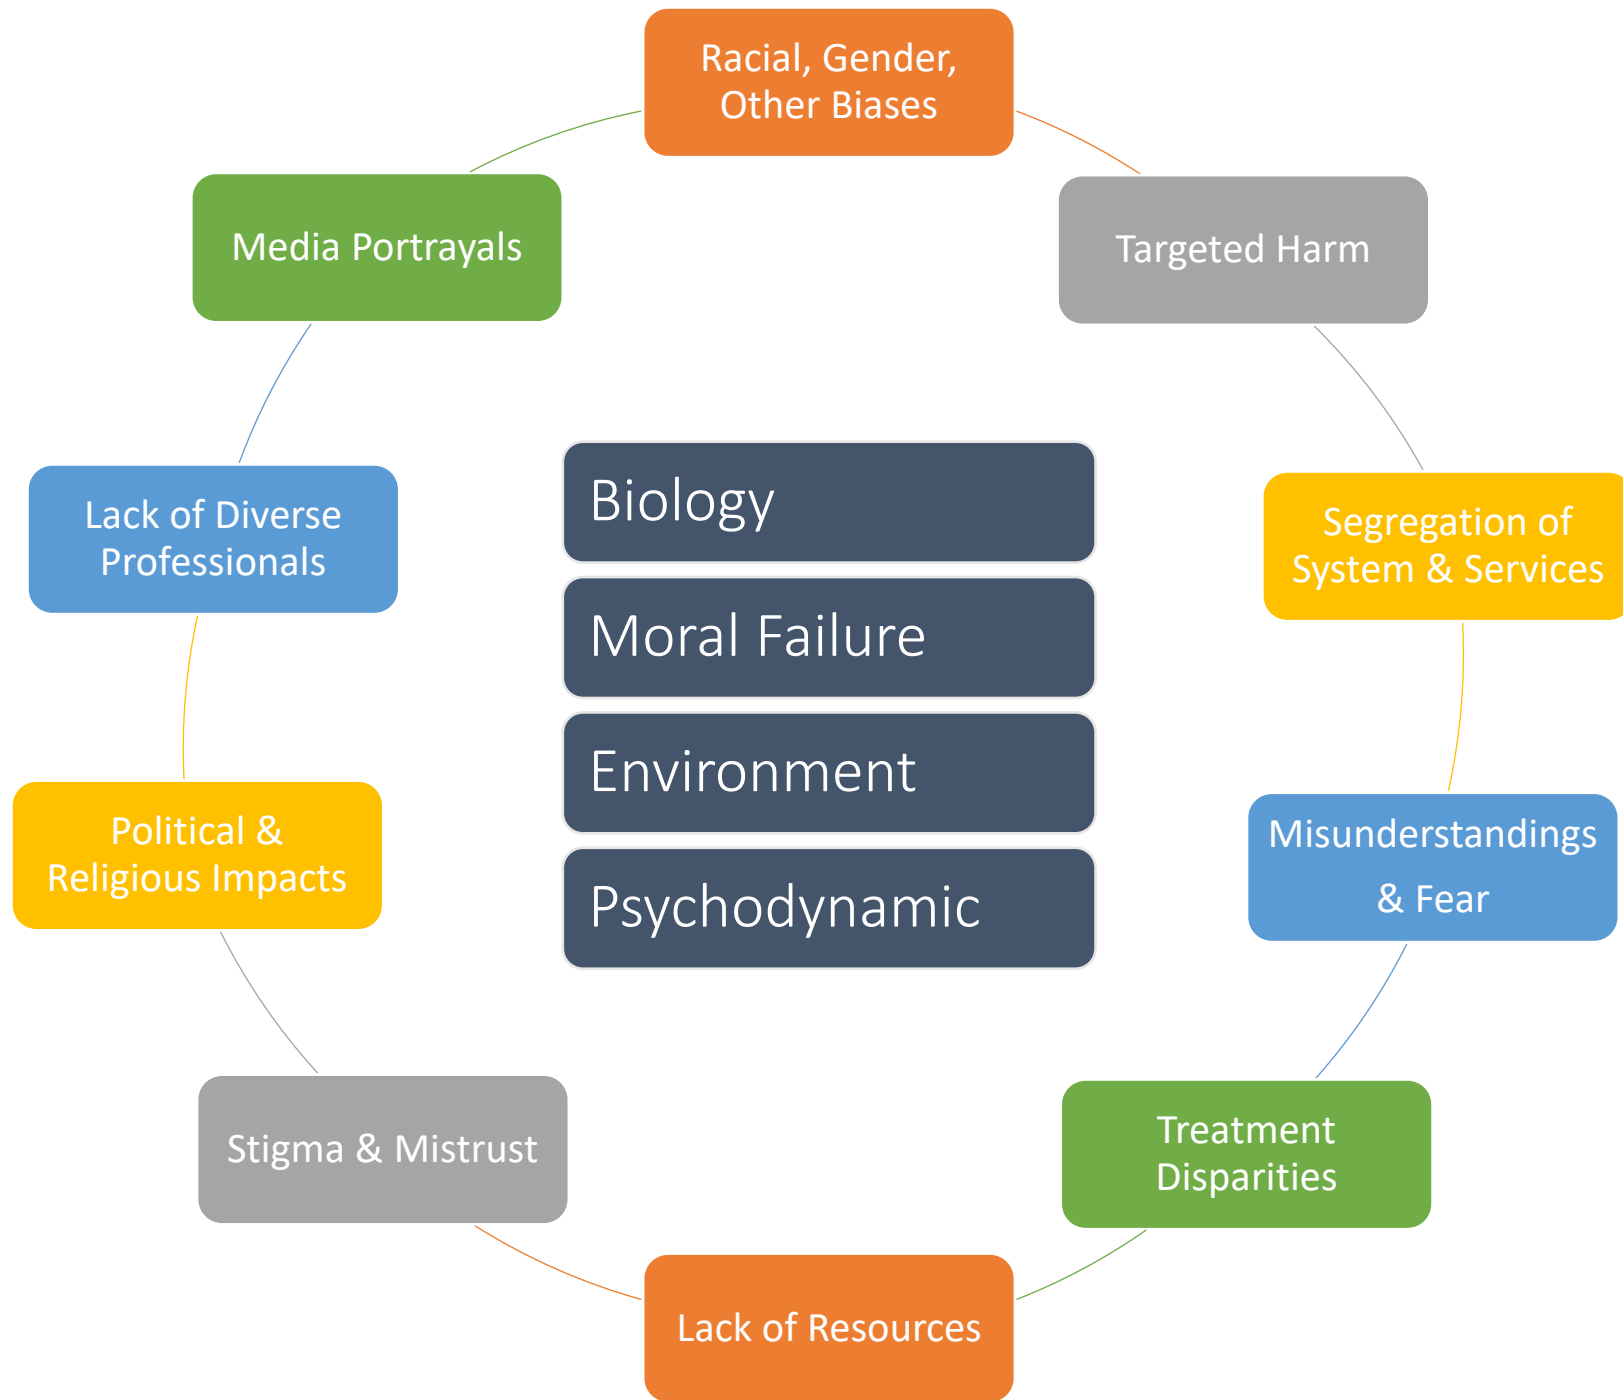 Racial, Gender,
Other Biases
Targeted Harm
Segregation of
System & Services
Misunderstandings
& Fear
Treatment
Disparities
Lack of Resources
Stigma & Mistrust
Political &
Religious Impacts
Lack of Diverse
Professionals
Media Portrayals
Biology
Moral Failure
Environment
Psychodynamic